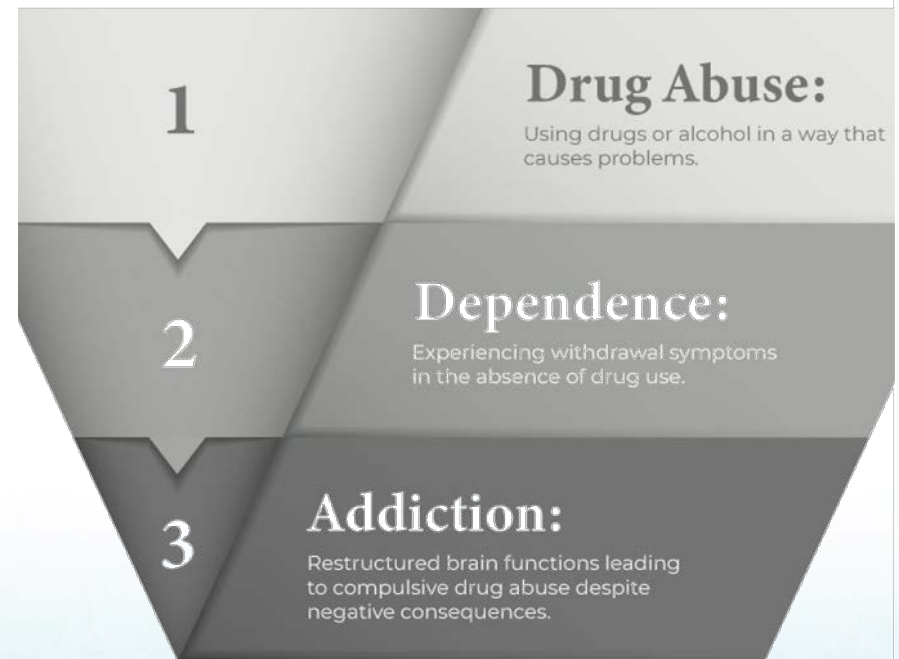 1
Drug Abuse:
Using drugs or alcohol in a way that
causes problems.
2
Dependence:
Experiencing withdrawal symptoms
in the absence of drug use.
3
Addiction:
Restructured brain functions leading
to compulsive drug abuse despite
negative consequences.